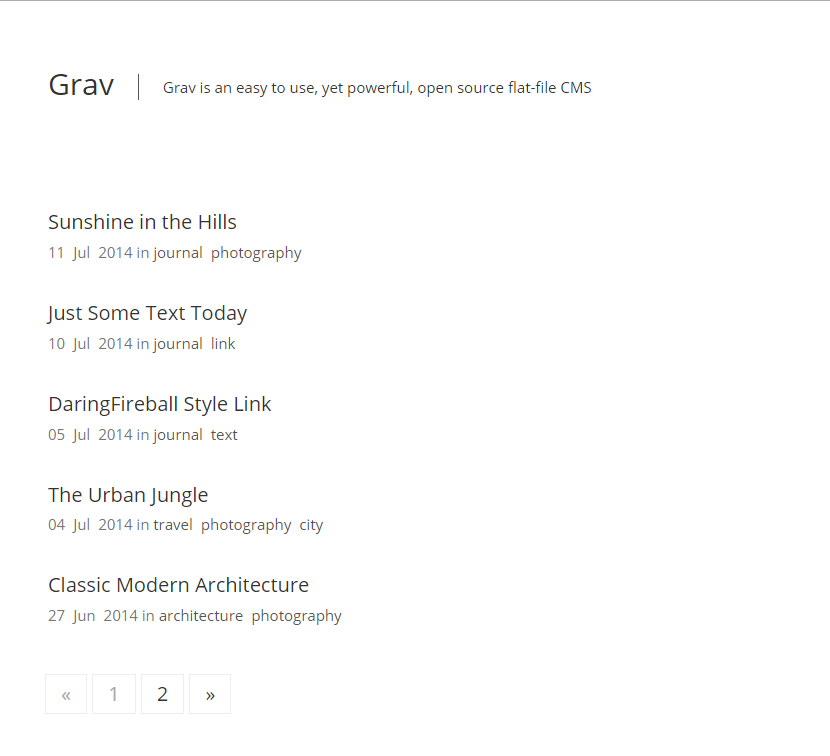 Grav | Grav is an easy to use, yet powerful, open source flat-file CMS
Sunshine in the Hills
11 Jul 2014 in journal photography
Just Some Text Today
10 Jul 2014 in journal link
DaringFireball Style Link
05 Jul 2014 in journal text
The Urban Jungle
04 Jul 2014 in travel photography city
Classic Modern Architecture
27 Jun 2014 in architecture photography
« 1 2 »